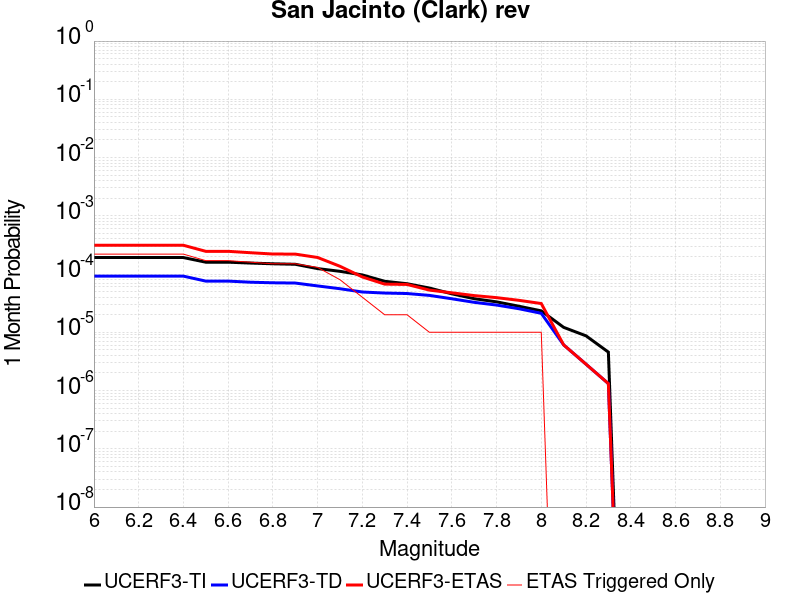 San Jacinto (Clark) rev
10^0
10^-1
10^-2
10^-3
10^-4
10^-5
10^-6
10^-7
10^-8
1 Month Probability
6 6.2 6.4 6.6 6.8 7 7.2 7.4 7.6 7.8 8 8.2 8.4 8.6 8.8 9
Magnitude
UCERF3-TI UCERF3-TD UCERF3-ETAS ETAS Triggered Only